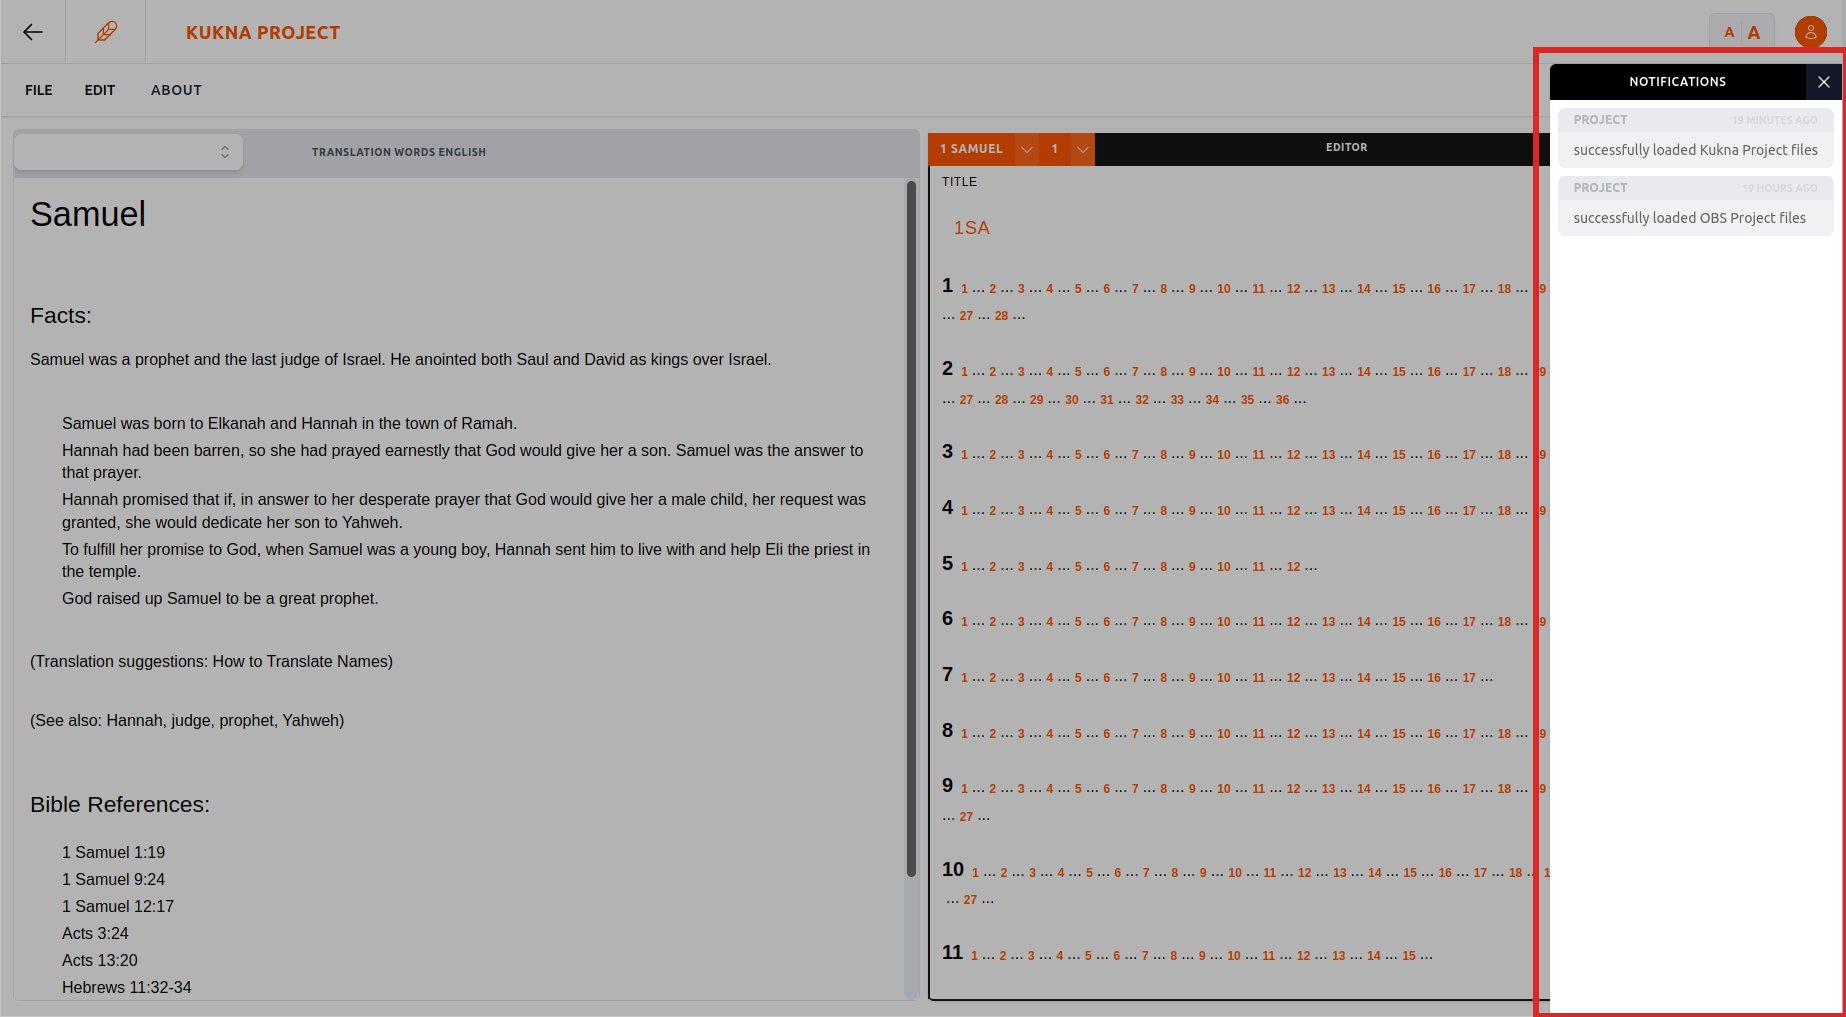 KUKNA PROJECT
A A
FILE EDIT ABOUT
TRANSLATION WORDS ENGLISH
Samuel
Facts:
Samuel was a prophet and the last judge of Israel. He anointed both Saul and David as kings over Israel.
Samuel was born to Elkanah and Hannah in the town of Ramah.
Hannah had been barren, so she had prayed earnestly that God would give her a son. Samuel was the answer to
that prayer.
Hannah promised that if, in answer to her desperate prayer that God would give her a male child, her request was
granted, she would dedicate her son to Yahweh.
To fulfill her promise to God, when Samuel was a young boy, Hannah sent him to live with and help Eli the priest in
the temple.
God raised up Samuel to be a great prophet.
(Translation suggestions: How to Translate Names)
(See also: Hannah, judge, prophet, Yahweh)
Bible References:
1 Samuel 1:19
1 Samuel 9:24
1 Samuel 12:17
Acts 3:24
Acts 13:20
Hebrews 11:32-34
1 SAMUEL 1 EDITOR
TITLE
1SA
1 1 ... 2 ... 3 ... 4 ... 5 ... 6 ... 7 ... 8 ... 9 ... 10 ... 11 ... 12 ... 13 ... 14 ... 15 ... 16 ... 17 ... 18 ... 9
... 27 ... 28 ...
2 1 ... 2 ... 3 ... 4 ... 5 ... 6 ... 7 ... 8 ... 9 ... 10 ... 11 ... 12 ... 13 ... 14 ... 15 ... 16 ... 17 ... 18 ... 9
... 27 ... 28 ... 29 ... 30 ... 31 ... 32 ... 33 ... 34 ... 35 ... 36 ...
3 1 ... 2 ... 3 ... 4 ... 5 ... 6 ... 7 ... 8 ... 9 ... 10 ... 11 ... 12 ... 13 ... 14 ... 15 ... 16 ... 17 ... 18 ... 9
4 1 ... 2 ... 3 ... 4 ... 5 ... 6 ... 7 ... 8 ... 9 ... 10 ... 11 ... 12 ... 13 ... 14 ... 15 ... 16 ... 17 ... 18 ... 9
5 1 ... 2 ... 3 ... 4 ... 5 ... 6 ... 7 ... 8 ... 9 ... 10 ... 11 ... 12 ...
6 1 ... 2 ... 3 ... 4 ... 5 ... 6 ... 7 ... 8 ... 9 ... 10 ... 11 ... 12 ... 13 ... 14 ... 15 ... 16 ... 17 ... 18 ... 9
7 1 ... 2 ... 3 ... 4 ... 5 ... 6 ... 7 ... 8 ... 9 ... 10 ... 11 ... 12 ... 13 ... 14 ... 15 ... 16 ... 17 ...
8 1 ... 2 ... 3 ... 4 ... 5 ... 6 ... 7 ... 8 ... 9 ... 10 ... 11 ... 12 ... 13 ... 14 ... 15 ... 16 ... 17 ... 18 ... 9
9 1 ... 2 ... 3 ... 4 ... 5 ... 6 ... 7 ... 8 ... 9 ... 10 ... 11 ... 12 ... 13 ... 14 ... 15 ... 16 ... 17 ... 18 ... 9
... 27 ...
10 1 ... 2 ... 3 ... 4 ... 5 ... 6 ... 7 ... 8 ... 9 ... 10 ... 11 ... 12 ... 13 ... 14 ... 15 ... 16 ... 17 ... 18 ... 1
... 27 ...
11 1 ... 2 ... 3 ... 4 ... 5 ... 6 ... 7 ... 8 ... 9 ... 10 ... 11 ... 12 ... 13 ... 14 ... 15 ...
NOTIFICATIONS
PROJECT 19 MINUTES AGO
successfully loaded Kukna Project files
PROJECT 19 HOURS AGO
successfully loaded OBS Project files